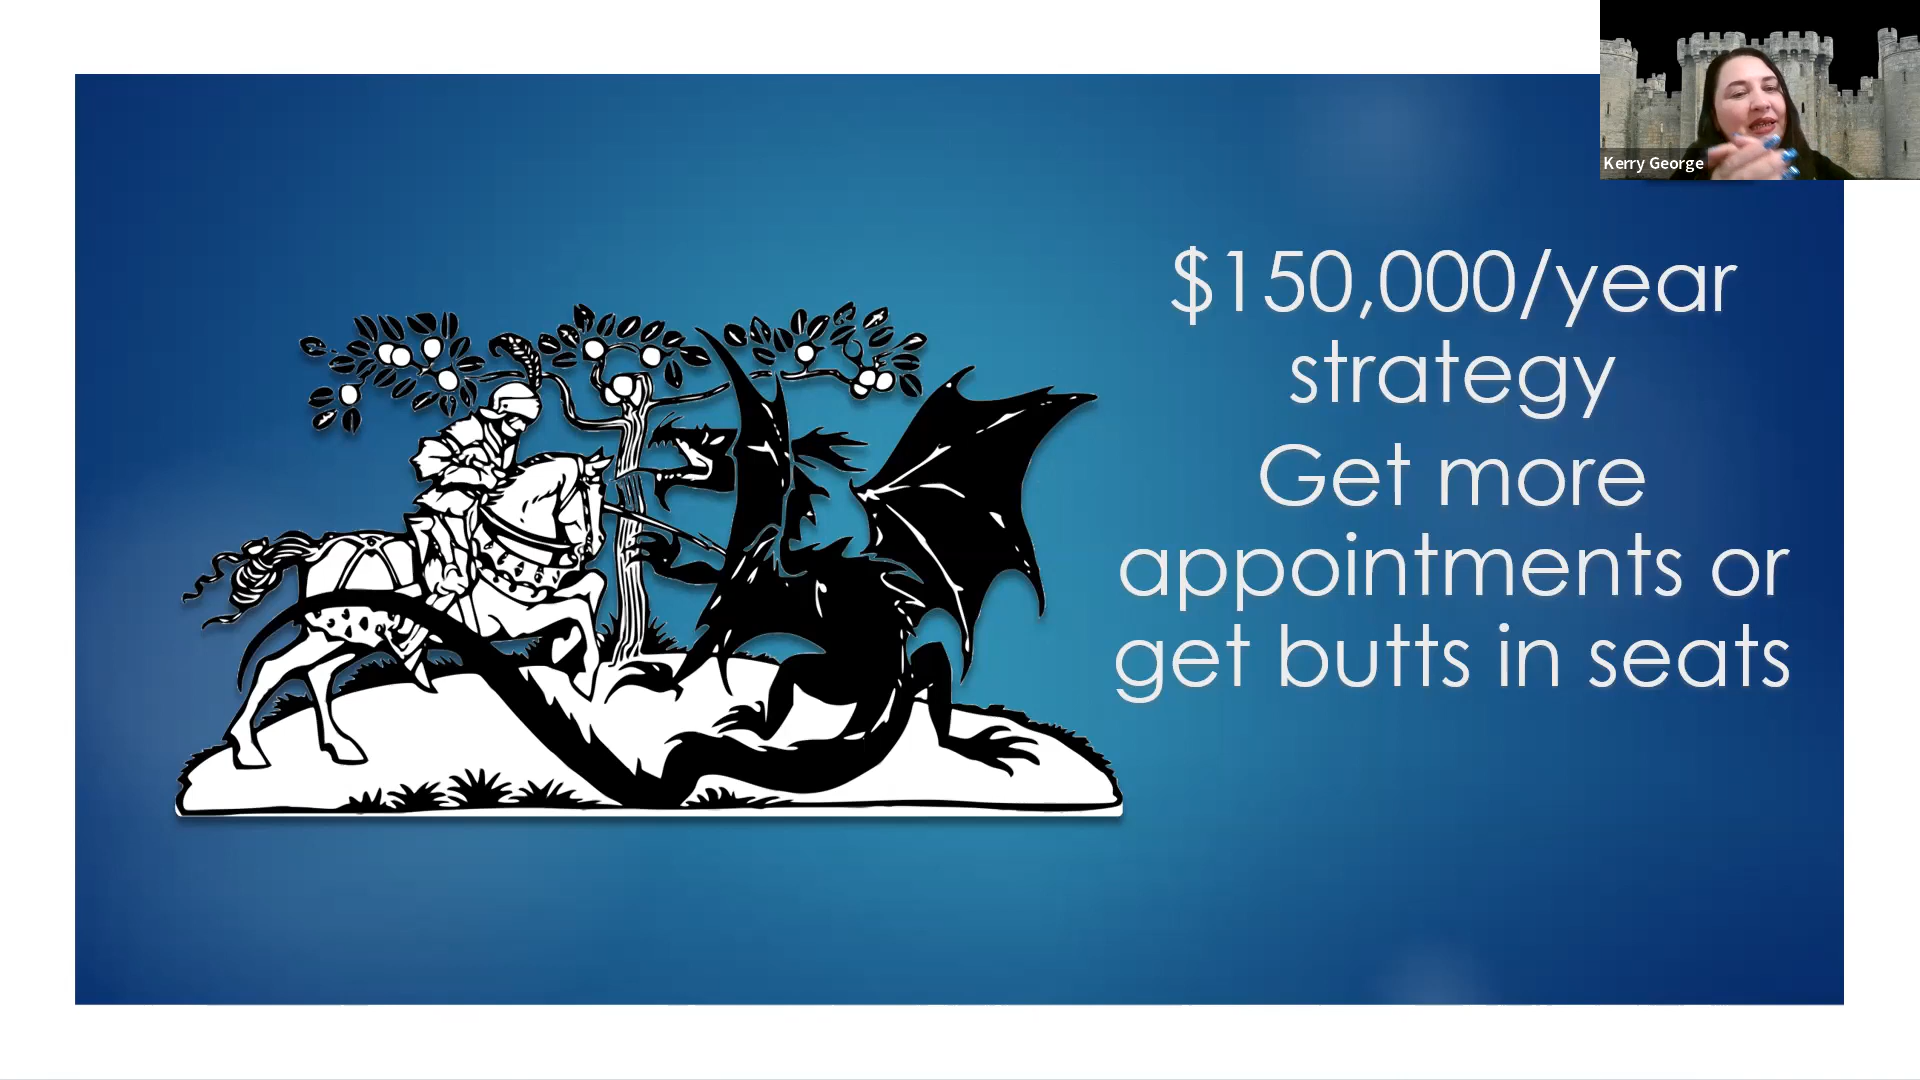 Kerry George
$150,000/year
strategy
Get more
appointments or
get butts in seats